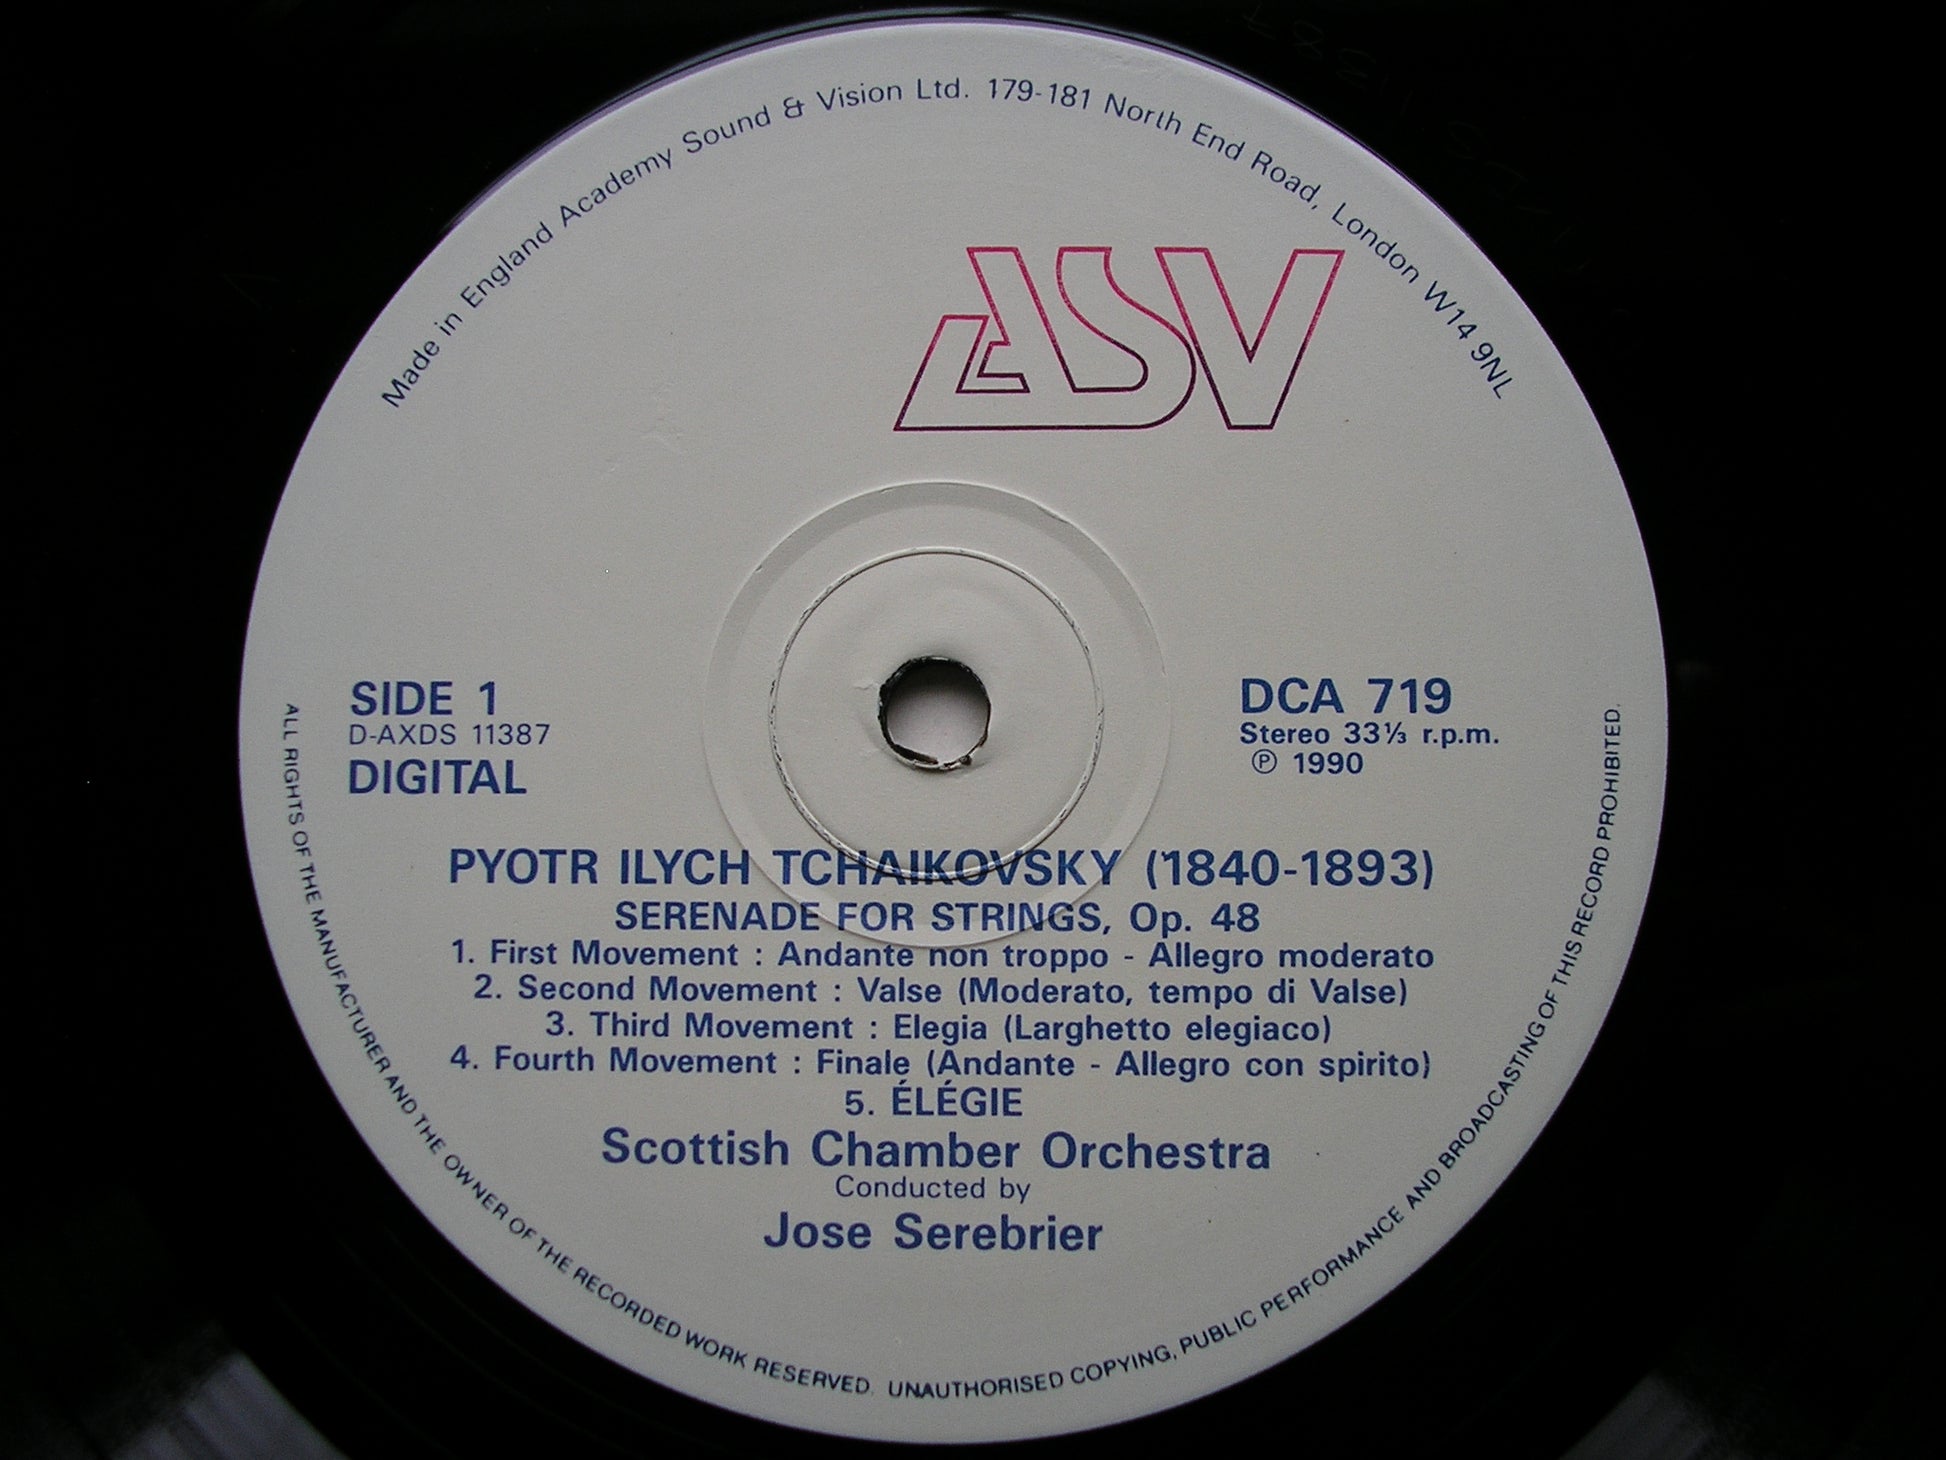 Made in England Academy Sound & Vision Ltd. 179-181 North End Road, London W14 9NL
ASV
SIDE 1
D-AXDS 11387
DIGITAL
DCA 719
Stereo 33⅓ r.p.m.
℗ 1990
PYOTR ILYCH TCHAIKOVSKY (1840-1893)
SERENADE FOR STRINGS, Op. 48
1. First Movement : Andante non troppo - Allegro moderato
2. Second Movement : Valse (Moderato, tempo di Valse)
3. Third Movement : Elegia (Larghetto elegiaco)
4. Fourth Movement : Finale (Andante - Allegro con spirito)
5. ÉLÉGIE
Scottish Chamber Orchestra
Conducted by
Jose Serebrier
ALL RIGHTS OF THE MANUFACTURER AND THE OWNER OF THE RECORDED WORK RESERVED. UNAUTHORISED COPYING, PUBLIC PERFORMANCE AND BROADCASTING OF THIS RECORD PROHIBITED.